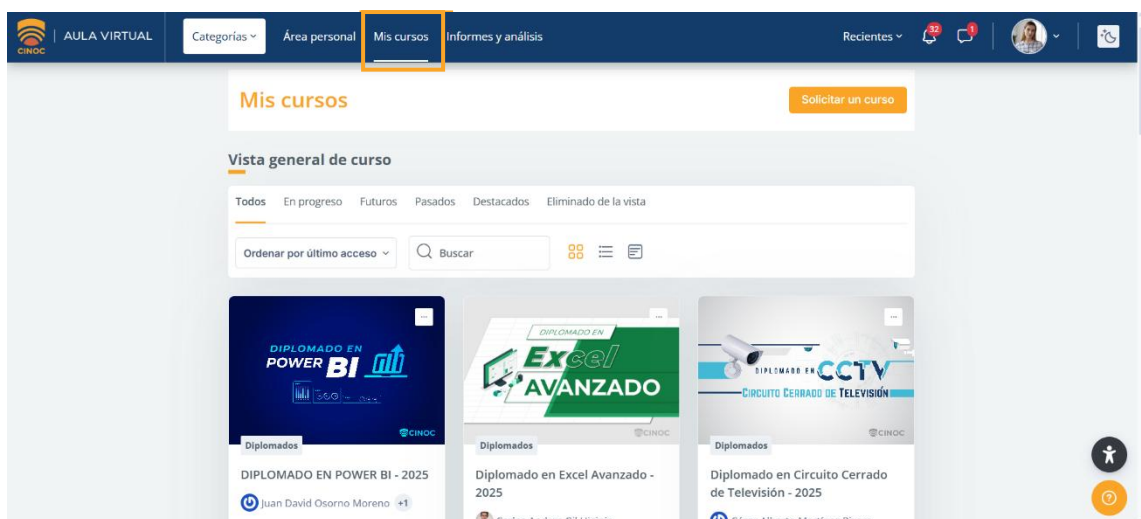 CINOC
AULA VIRTUAL
Categorías
Área personal
Mis cursos
Informes y análisis
Recientes
32
1
Mis cursos
Solicitar un curso
Vista general de curso
Todos
En progreso
Futuros
Pasados
Destacados
Eliminado de la vista
Ordenar por último acceso
Buscar
DIPLOMADO EN
POWER BI
CINOC
Diplomados
DIPLOMADO EN POWER BI - 2025
Juan David Osorno Moreno +1
DIPLOMADO EN
Excel
AVANZADO
CINOC
Diplomados
Diplomado en Excel Avanzado -
2025
DIPLOMADO EN CCTV
CIRCUITO CERRADO DE TELEVISIÓN
CINOC
Diplomados
Diplomado en Circuito Cerrado
de Televisión - 2025